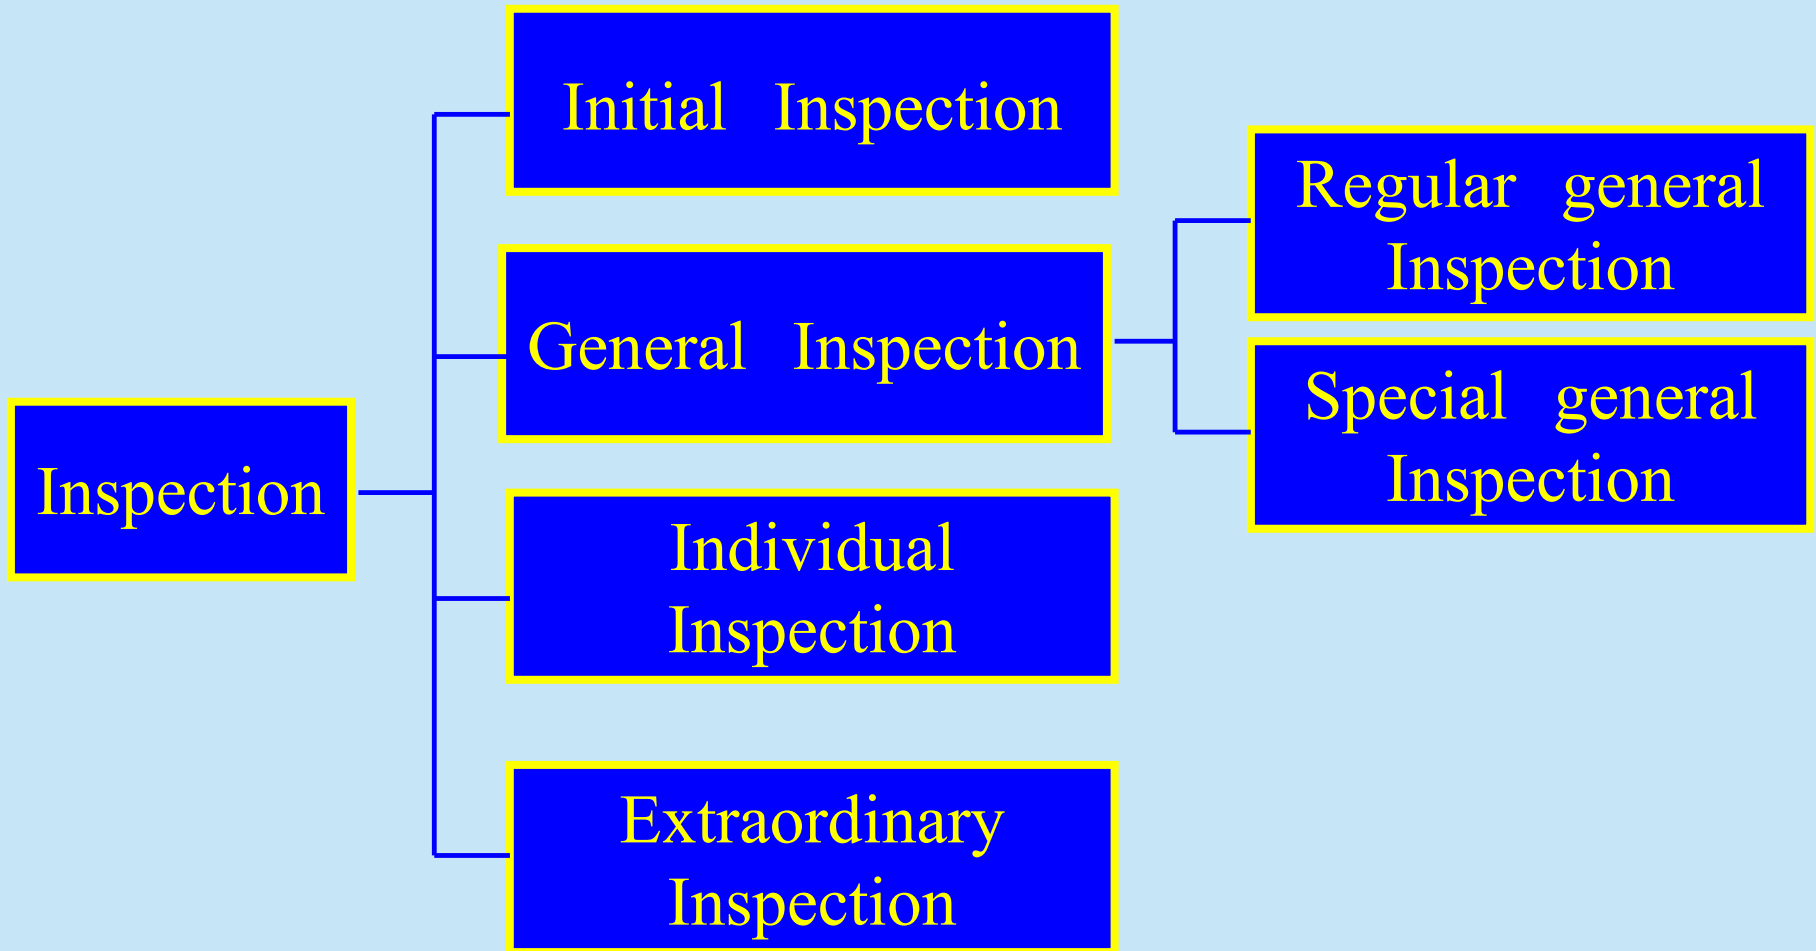 Initial Inspection
Regular general
Inspection
General Inspection
Special general
Inspection
Inspection
Individual
Inspection
Extraordinary
Inspection